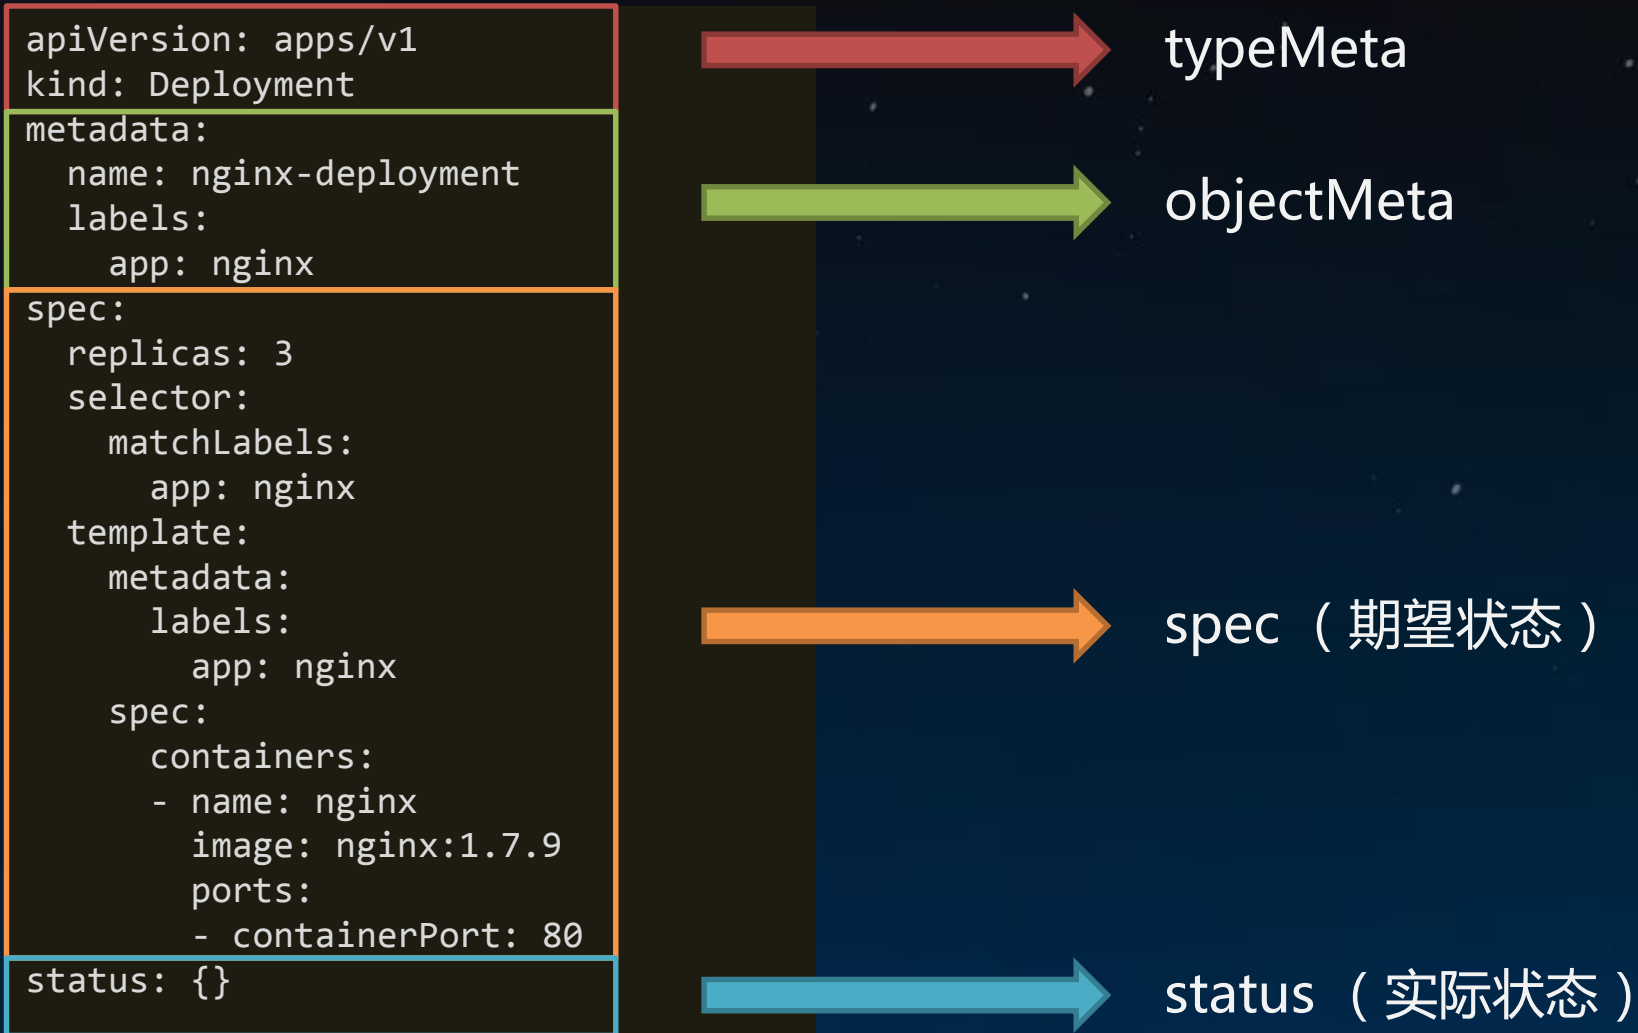 apiVersion: apps/v1
kind: Deployment
metadata:
  name: nginx-deployment
  labels:
    app: nginx
spec:
  replicas: 3
  selector:
    matchLabels:
      app: nginx
  template:
    metadata:
      labels:
        app: nginx
    spec:
      containers:
      - name: nginx
        image: nginx:1.7.9
        ports:
        - containerPort: 80
status: {}
typeMeta
objectMeta
spec （期望状态）
status （实际状态）